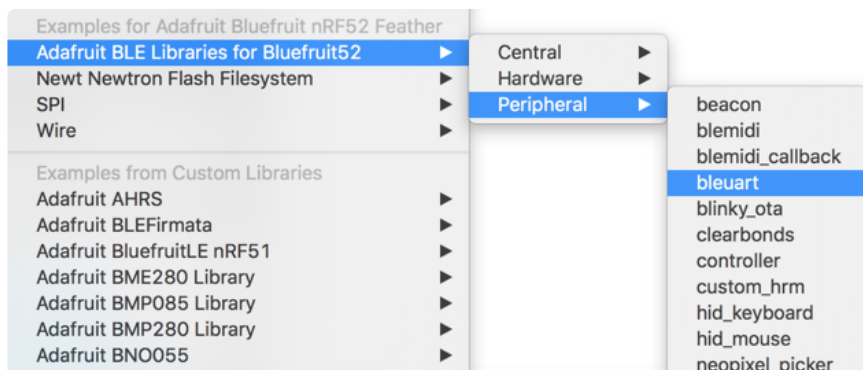 Examples for Adafruit Bluefruit nRF52 Feather
Adafruit BLE Libraries for Bluefruit52
Newt Newtron Flash Filesystem
SPI
Wire
Examples from Custom Libraries
Adafruit AHRS
Adafruit BLEFirmata
Adafruit BluefruitLE nRF51
Adafruit BME280 Library
Adafruit BMP085 Library
Adafruit BMP280 Library
Adafruit BNO055
Central
Hardware
Peripheral
beacon
blemidi
blemidi_callback
bleuart
blinky_ota
clearbonds
controller
custom_hrm
hid_keyboard
hid_mouse
neopixel_picker